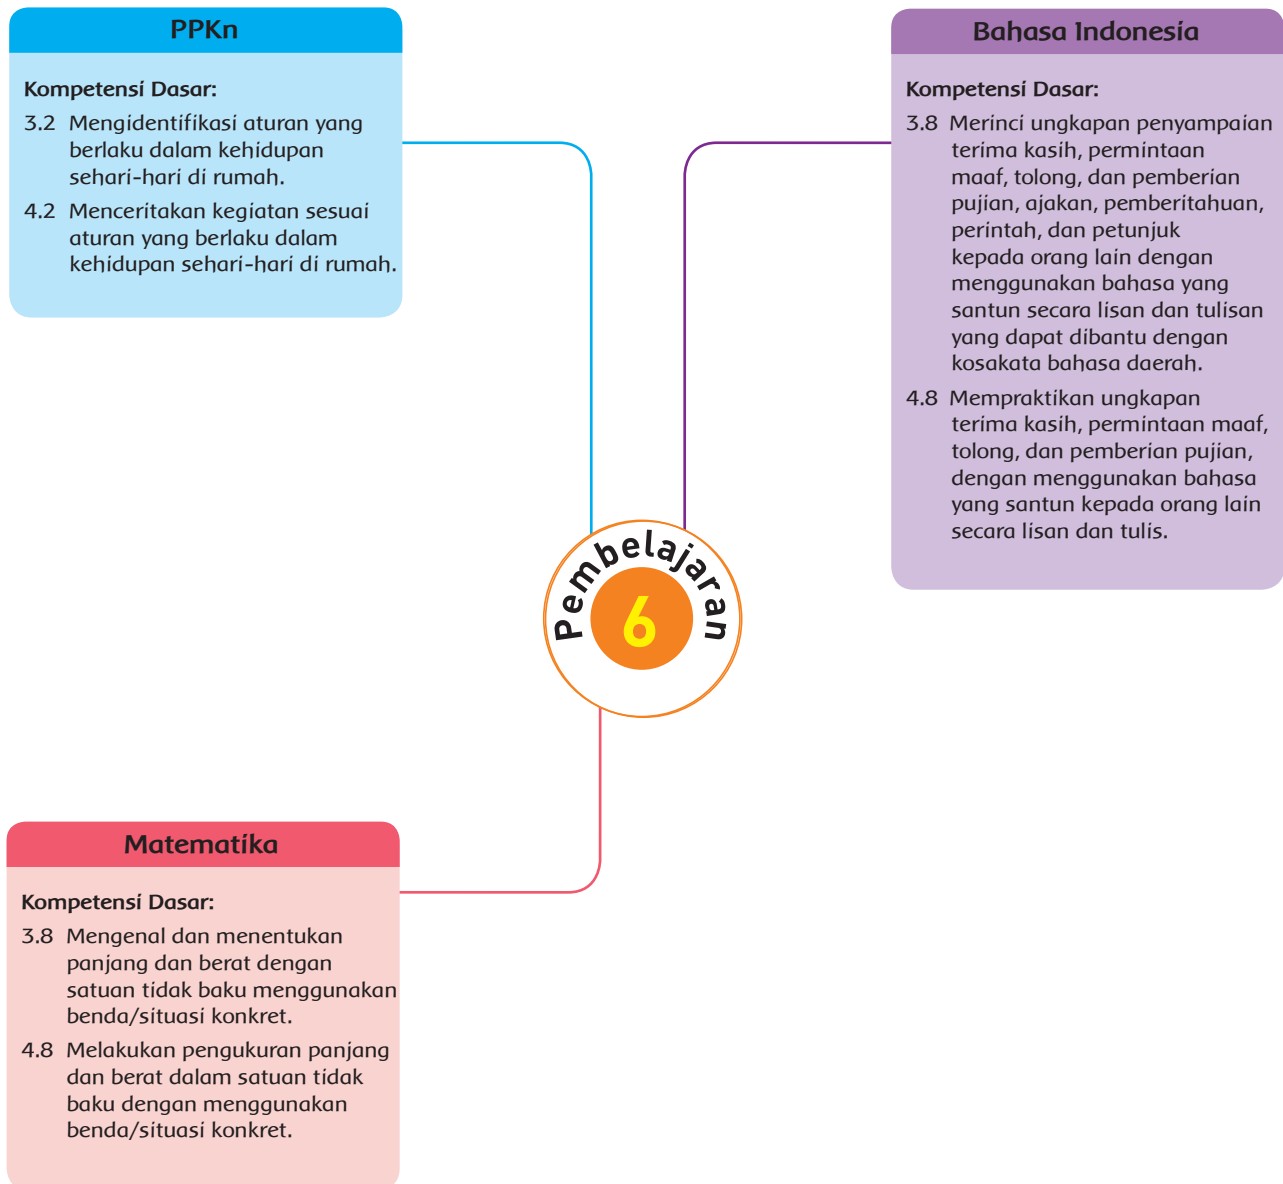 PPKn
Kompetensi Dasar:
3.2 Mengidentifikasi aturan yang
berlaku dalam kehidupan
sehari-hari di rumah.
4.2 Menceritakan kegiatan sesuai
aturan yang berlaku dalam
kehidupan sehari-hari di rumah.
Bahasa Indonesia
Kompetensi Dasar:
3.8 Merinci ungkapan penyampaian
terima kasih, permintaan
maaf, tolong, dan pemberian
pujian, ajakan, pemberitahuan,
perintah, dan petunjuk
kepada orang lain dengan
menggunakan bahasa yang
santun secara lisan dan tulisan
yang dapat dibantu dengan
kosakata bahasa daerah.
4.8 Mempraktikan ungkapan
terima kasih, permintaan maaf,
tolong, dan pemberian pujian,
dengan menggunakan bahasa
yang santun kepada orang lain
secara lisan dan tulis.
Pembelajaran
6
Matematika
Kompetensi Dasar:
3.8 Mengenal dan menentukan
panjang dan berat dengan
satuan tidak baku menggunakan
benda/situasi konkret.
4.8 Melakukan pengukuran panjang
dan berat dalam satuan tidak
baku dengan menggunakan
benda/situasi konkret.